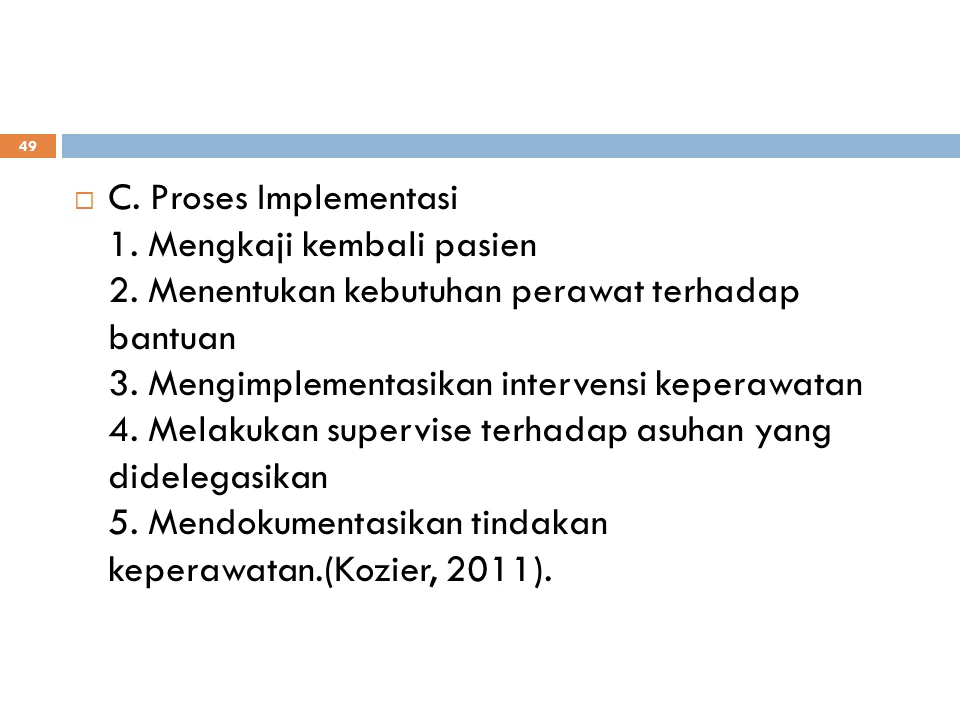 49
C. Proses Implementasi
1. Mengkaji kembali pasien
2. Menentukan kebutuhan perawat terhadap
bantuan
3. Mengimplementasikan intervensi keperawatan
4. Melakukan supervise terhadap asuhan yang
didelegasikan
5. Mendokumentasikan tindakan
keperawatan.(Kozier, 2011).